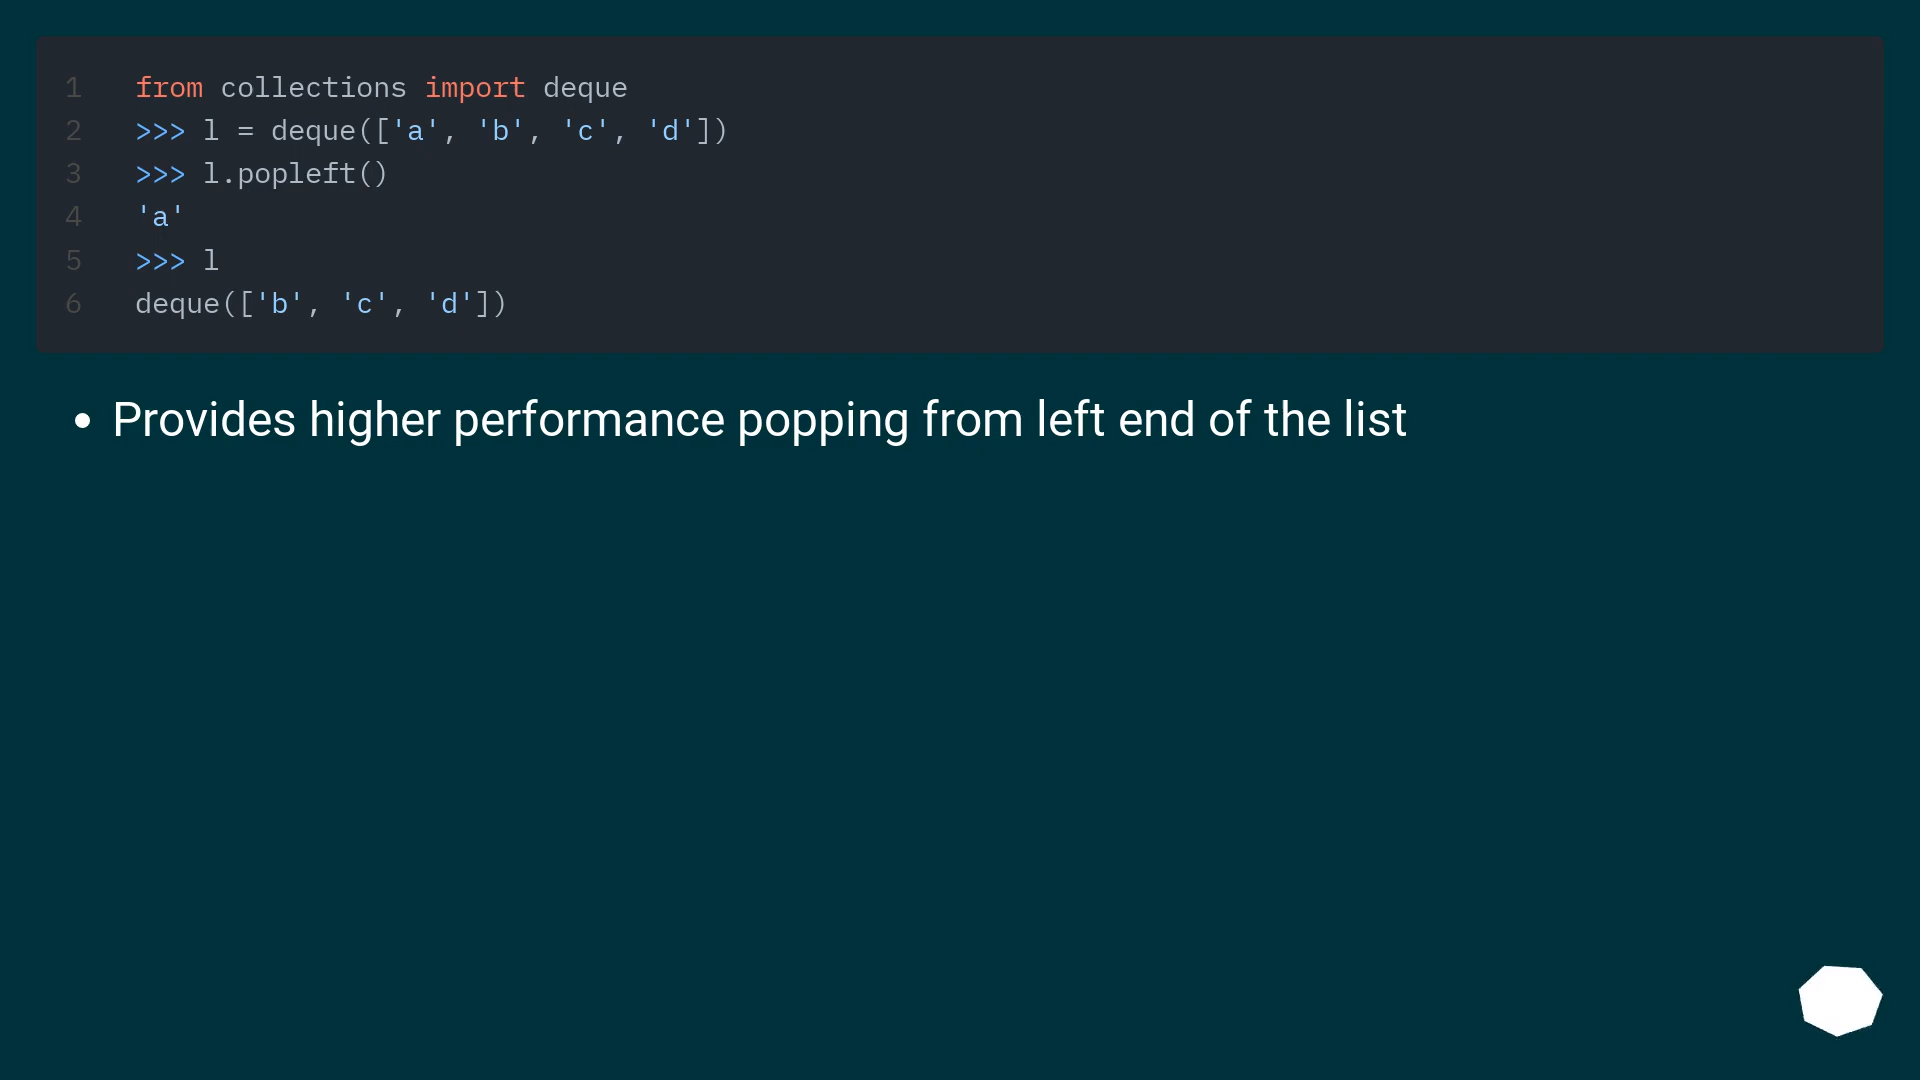 1 from collections import deque
2 >>> l = deque(['a', 'b', 'c', 'd'])
3 >>> l.popleft()
4 'a'
5 >>> l
6 deque(['b', 'c', 'd'])
• Provides higher performance popping from left end of the list